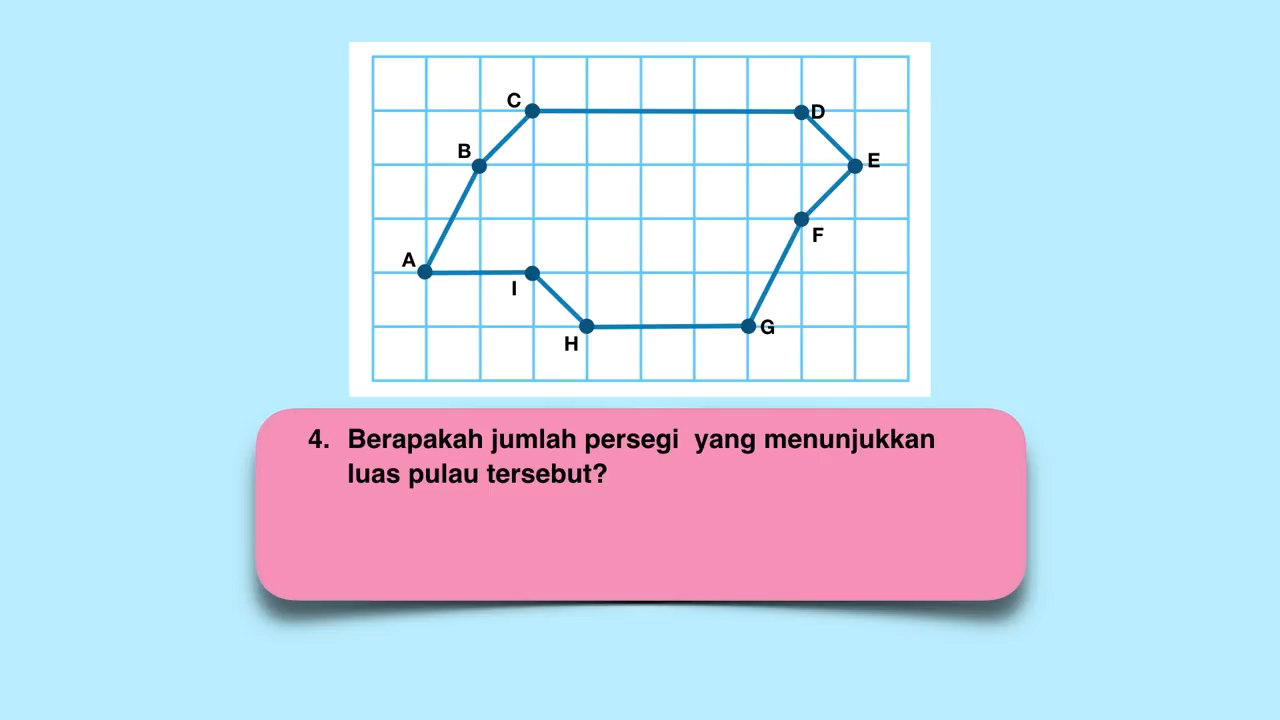 C
D
B
E
F
A
I
G
H
4. Berapakah jumlah persegi  yang menunjukkan
luas pulau tersebut?